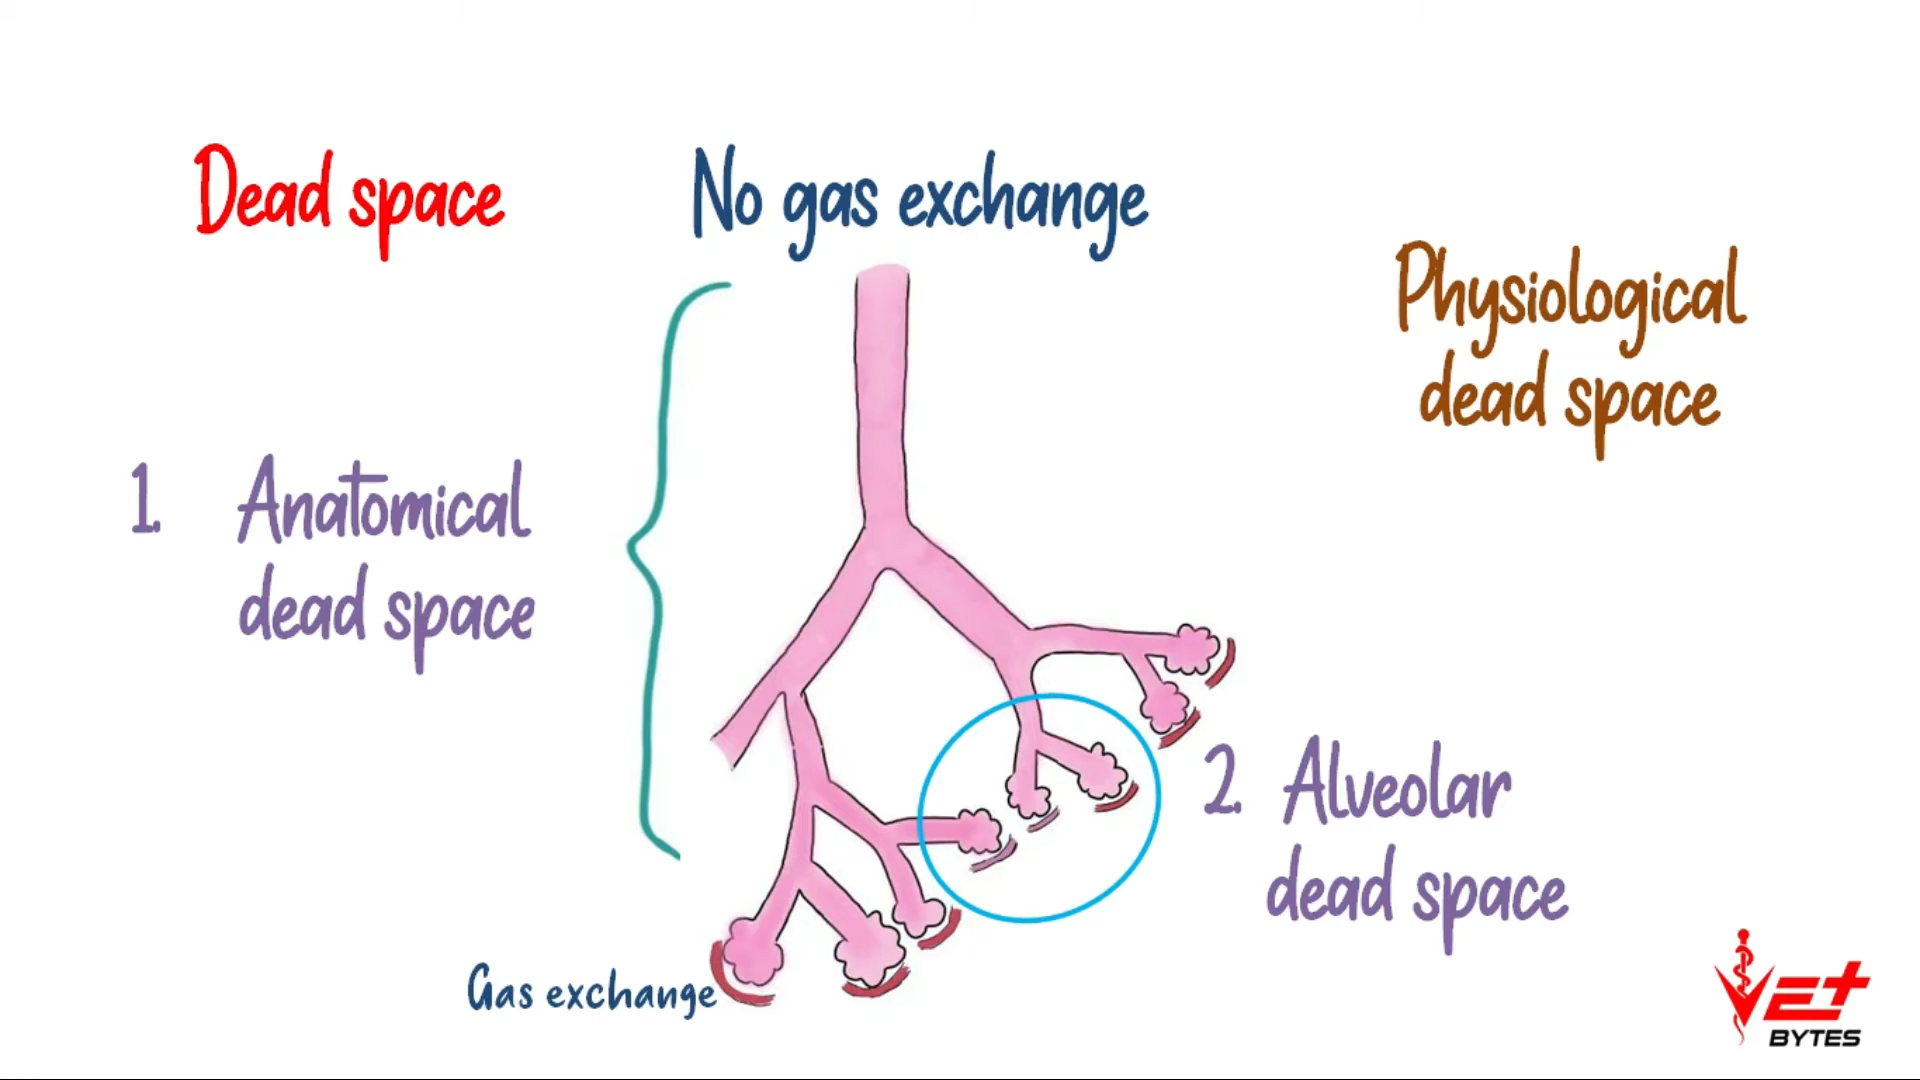 Dead space
No gas exchange
Physiological
dead space
1. Anatomical
dead space
2. Alveolar
dead space
Gas exchange
VET+
BYTES